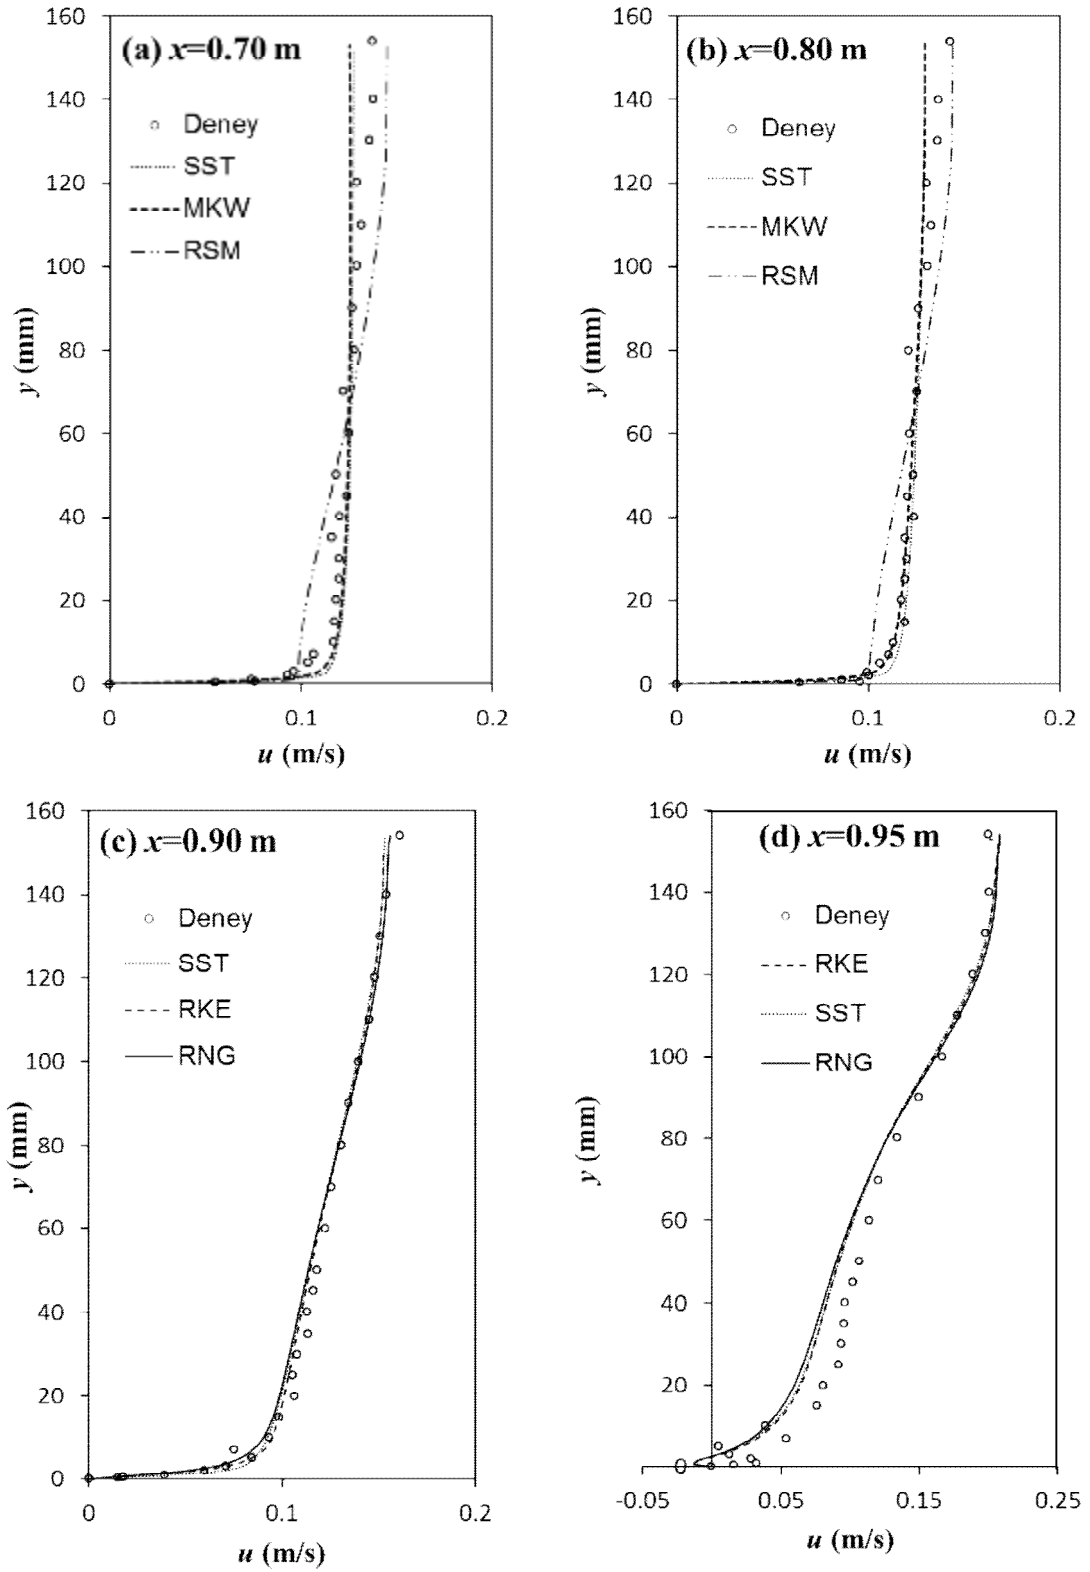 (a) x=0.70 m
160
140
120
100
80
60
40
20
0
y (mm)
Deney
SST
MKW
RSM
0 0.1 0.2
u (m/s)
(b) x=0.80 m
160
140
120
100
80
60
40
20
0
y (mm)
Deney
SST
MKW
RSM
0 0.1 0.2
u (m/s)
(c) x=0.90 m
160
140
120
100
80
60
40
20
0
y (mm)
Deney
SST
RKE
RNG
0 0.1 0.2
u (m/s)
(d) x=0.95 m
160
140
120
100
80
60
40
20
0
y (mm)
Deney
RKE
SST
RNG
-0.05 0.05 0.15 0.25
u (m/s)